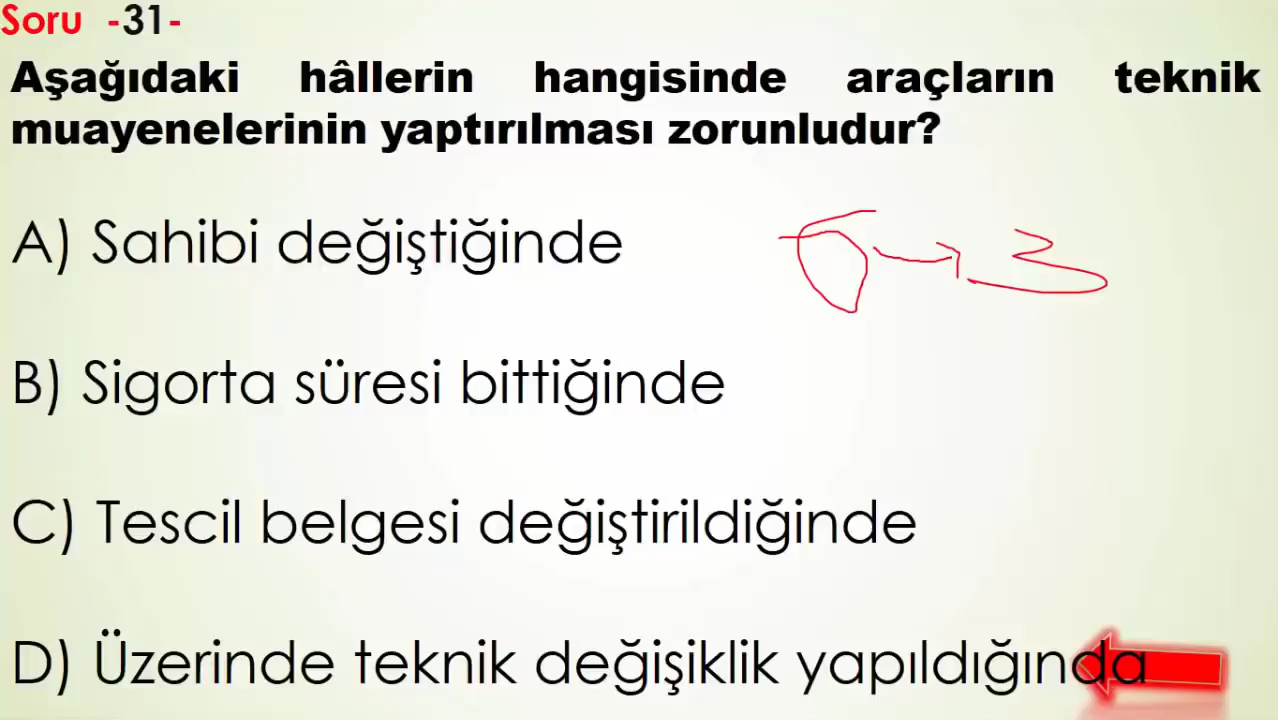 Soru -31-
Aşağıdaki hâllerin hangisinde araçların teknik
muayenelerinin yaptırılması zorunludur?
A) Sahibi değiştiğinde
B) Sigorta süresi bittiğinde
C) Tescil belgesi değiştirildiğinde
D) Üzerinde teknik değişiklik yapıldığında